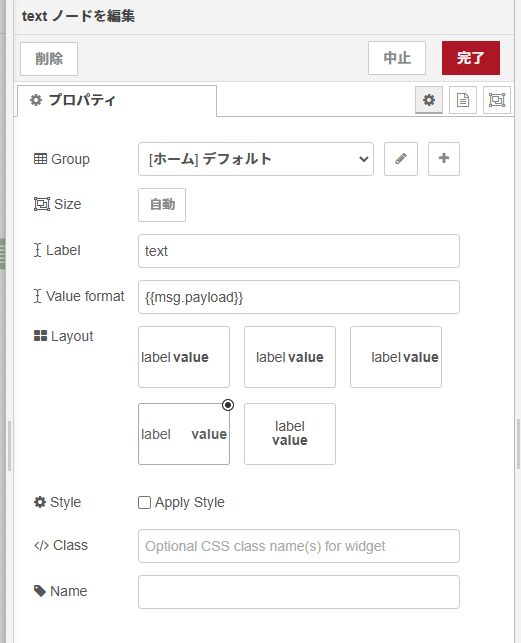 text ノードを編集
削除
中止
完了
プロパティ
Group
[ホーム] デフォルト
Size
自動
Label
text
Value format
{{msg.payload}}
Layout
label value
label value
label value
label value
label
value
Style
Apply Style
Class
Optional CSS class name(s) for widget
Name